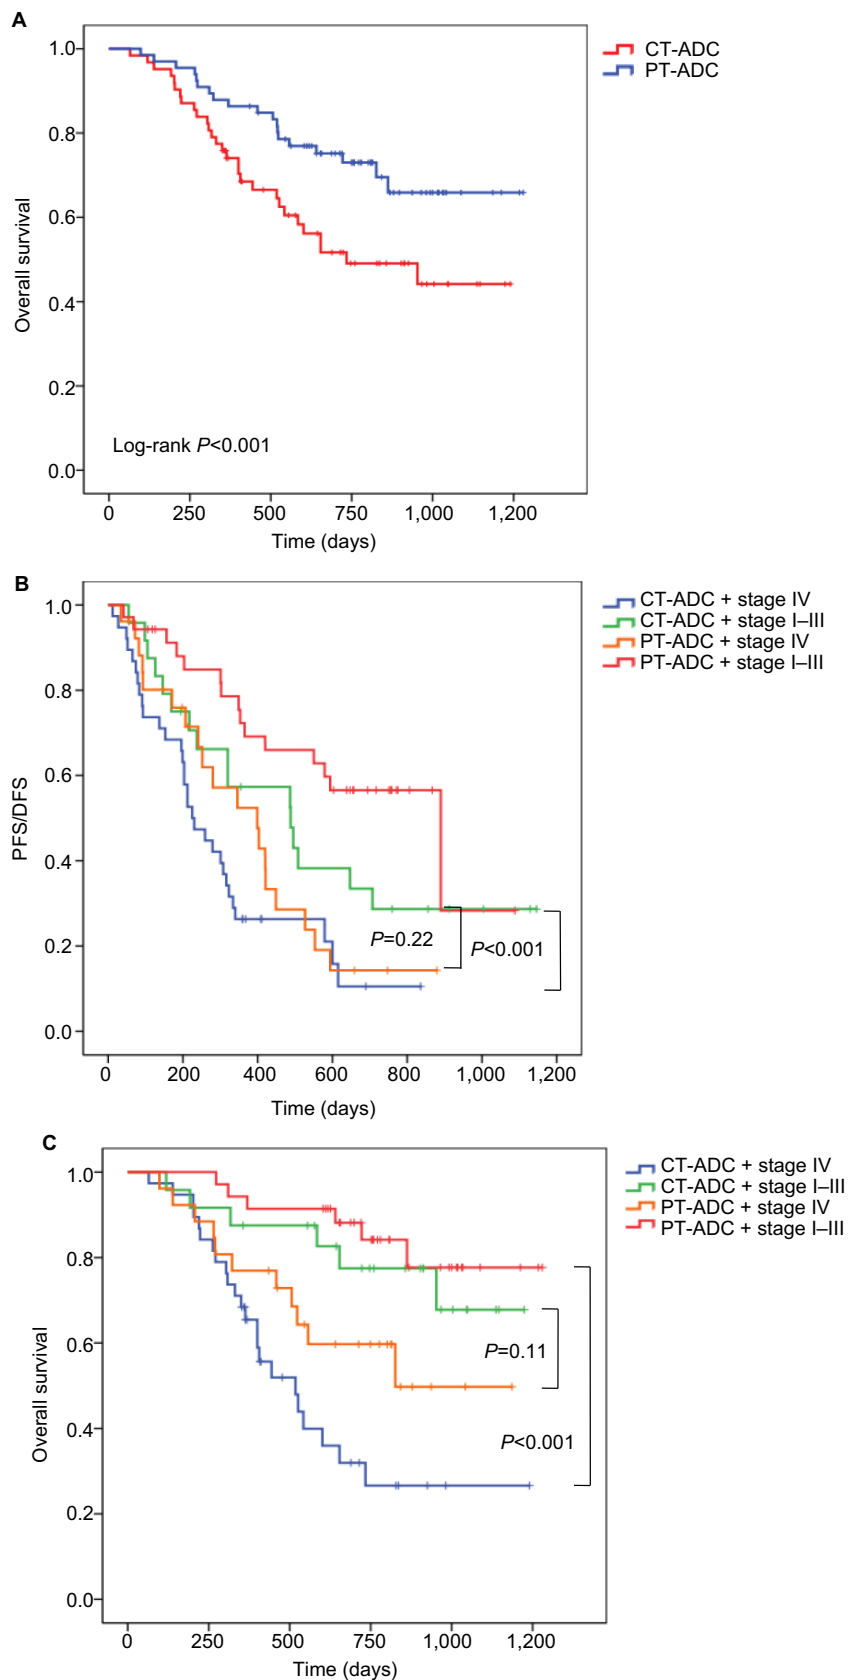 A
1.0
0.8
0.6
0.4
0.2
0.0
Overall survival
CT-ADC
PT-ADC
Log-rank P<0.001
0 250 500 750 1,000 1,200
Time (days)
B
1.0
0.8
0.6
0.4
0.2
0.0
PFS/DFS
CT-ADC + stage IV
CT-ADC + stage I–III
PT-ADC + stage IV
PT-ADC + stage I–III
P=0.22
P<0.001
0 200 400 600 800 1,000 1,200
Time (days)
C
1.0
0.8
0.6
0.4
0.2
0.0
Overall survival
CT-ADC + stage IV
CT-ADC + stage I–III
PT-ADC + stage IV
PT-ADC + stage I–III
P=0.11
P<0.001
0 250 500 750 1,000 1,200
Time (days)